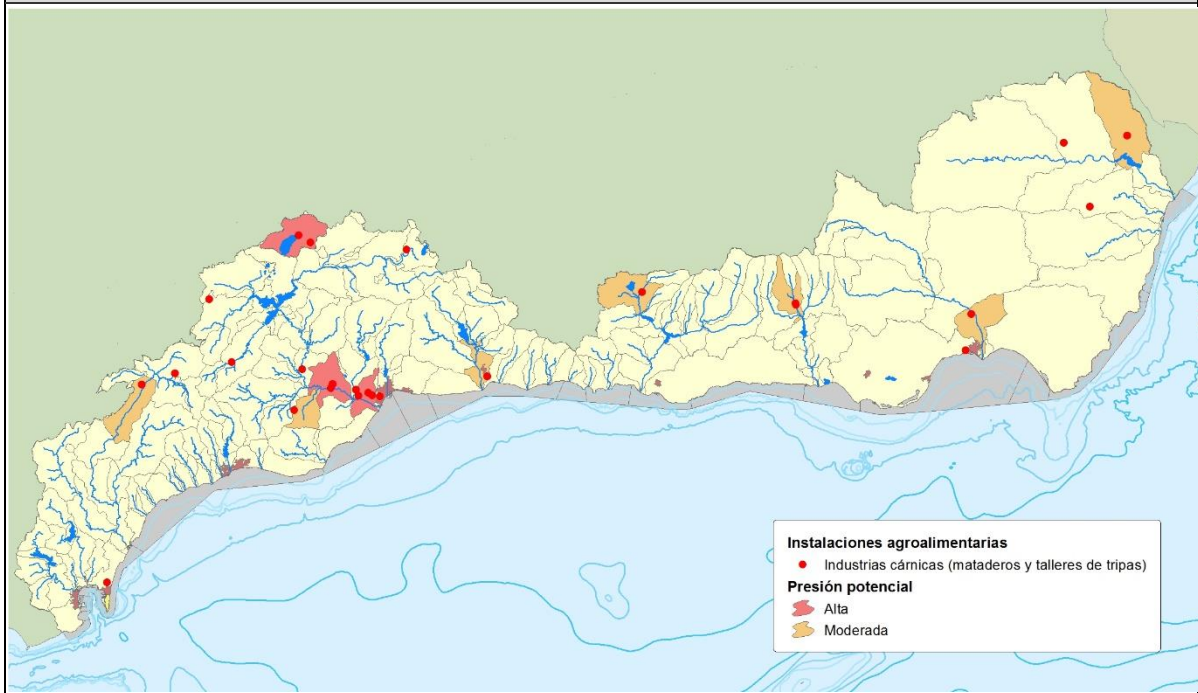 Instalaciones agroalimentarias
Industrias cárnicas (mataderos y talleres de tripas)
Presión potencial
Alta
Moderada